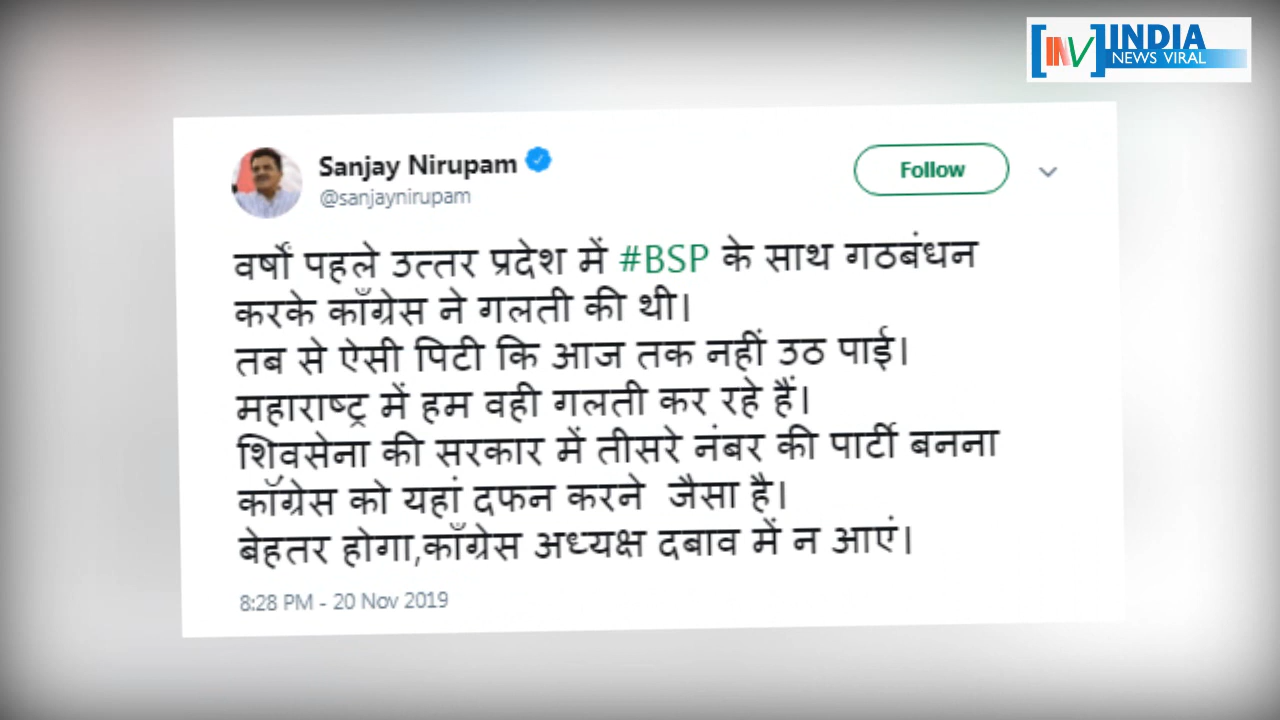 [INV] INDIA
NEWS VIRAL
Sanjay Nirupam
@sanjaynirupam
Follow
वर्षों पहले उत्तर प्रदेश में #BSP के साथ गठबंधन
करके काँग्रेस ने गलती की थी।
तब से ऐसी पिटी कि आज तक नहीं उठ पाई।
महाराष्ट्र में हम वही गलती कर रहे हैं।
शिवसेना की सरकार में तीसरे नंबर की पार्टी बनना
कॉग्रेस को यहां दफन करने जैसा है।
बेहतर होगा,काँग्रेस अध्यक्ष दबाव में न आएं।
8:28 PM - 20 Nov 2019